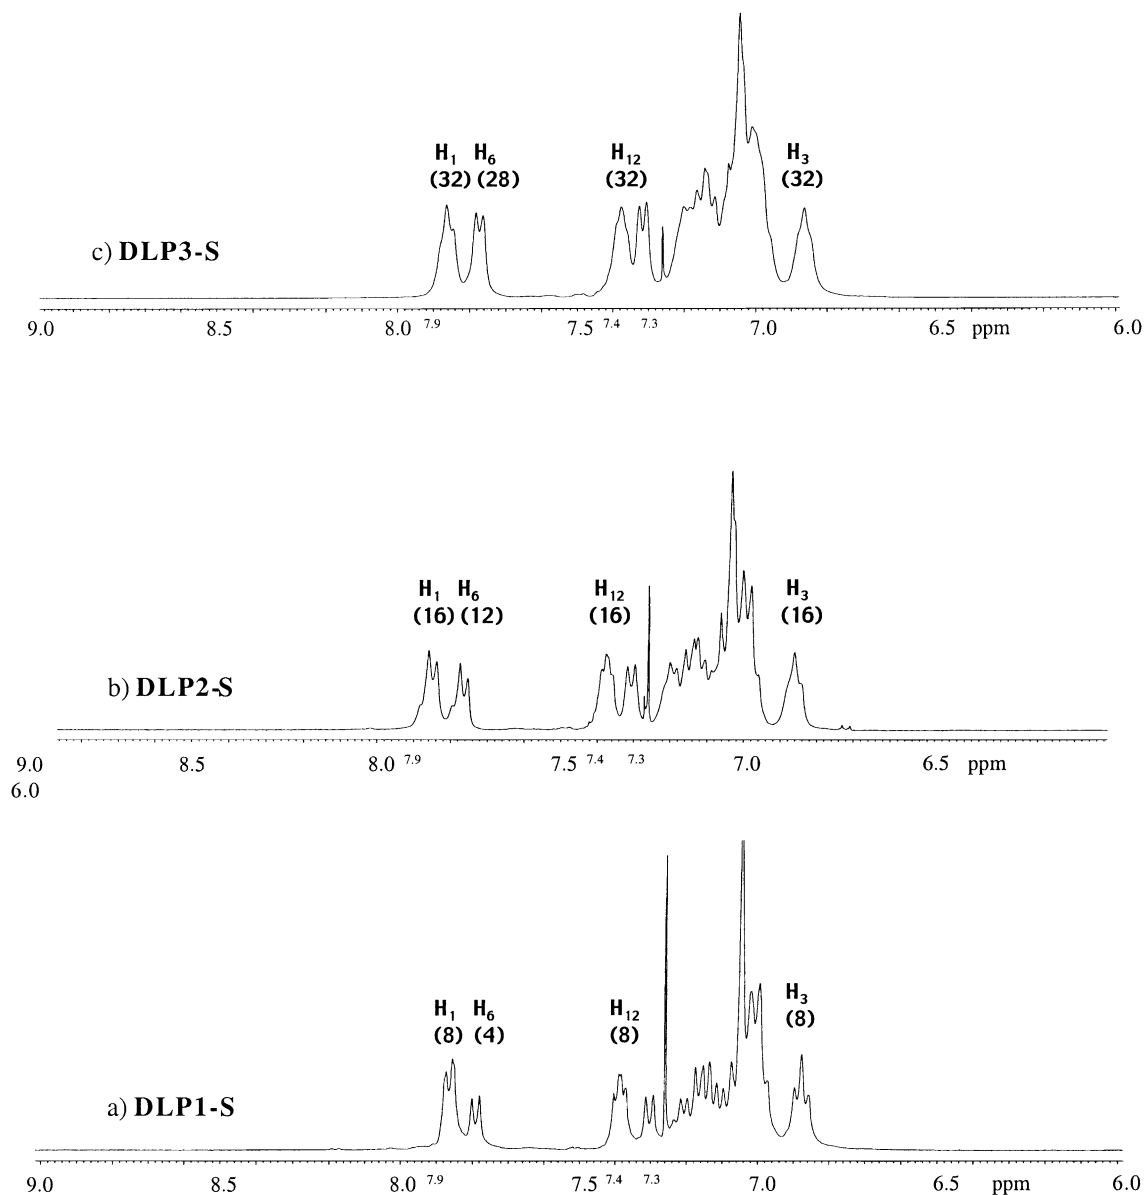 H1 H6 H12 H3
(32) (28) (32) (32)
c) DLP3-S
9.0 8.5 8.0 7.9 7.5 7.4 7.3 7.0 6.5 ppm 6.0
H1 H6 H12 H3
(16) (12) (16) (16)
b) DLP2-S
9.0 8.5 8.0 7.9 7.5 7.4 7.3 7.0 6.5 ppm
6.0
H1 H6 H12 H3
(8) (4) (8) (8)
a) DLP1-S
9.0 8.5 8.0 7.9 7.5 7.4 7.3 7.0 6.5 ppm 6.0